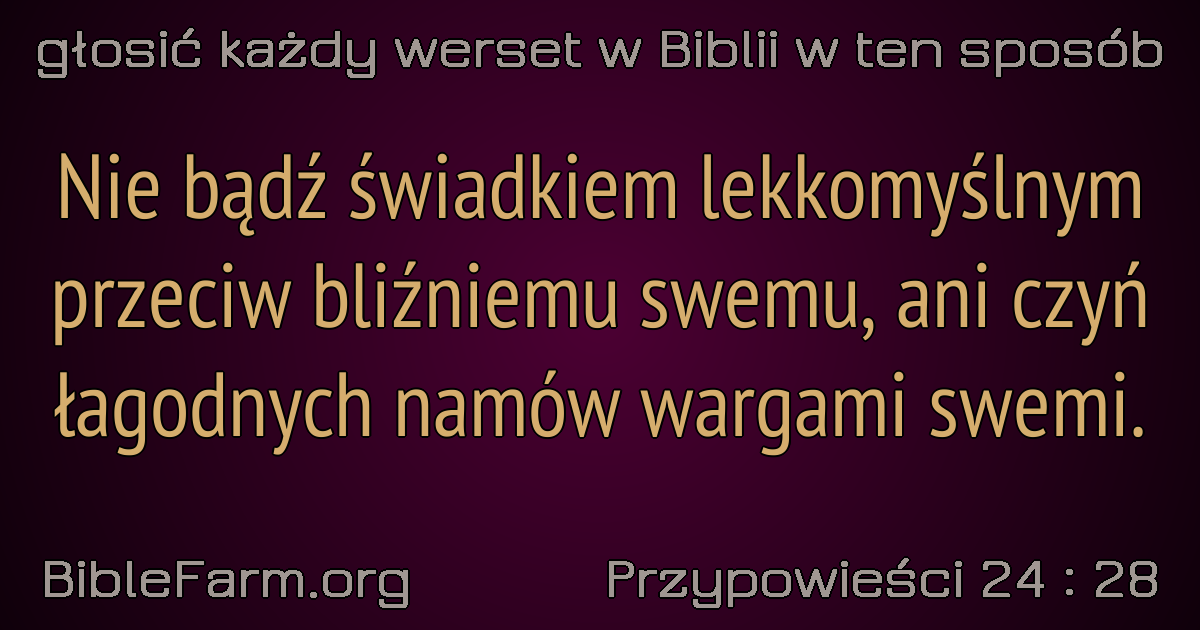 głosić każdy werset w Biblii w ten sposób
Nie bądź świadkiem lekkomyślnym
przeciw bliźniemu swemu, ani czyń
łagodnych namów wargami swemi.
BibleFarm.org
Przypowieści 24 : 28